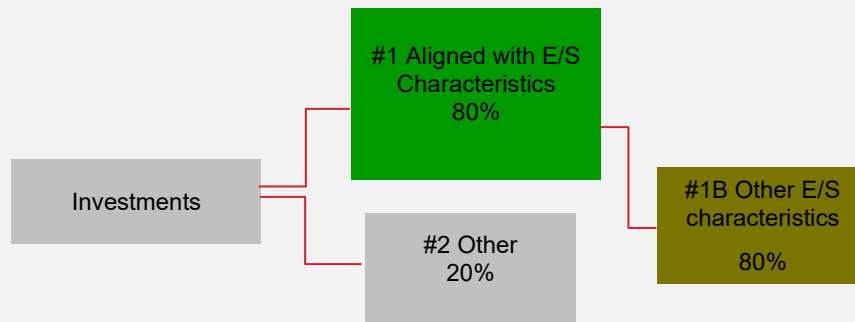 #1 Aligned with E/S
Characteristics
80%
Investments
#1B Other E/S
characteristics
80%
#2 Other
20%